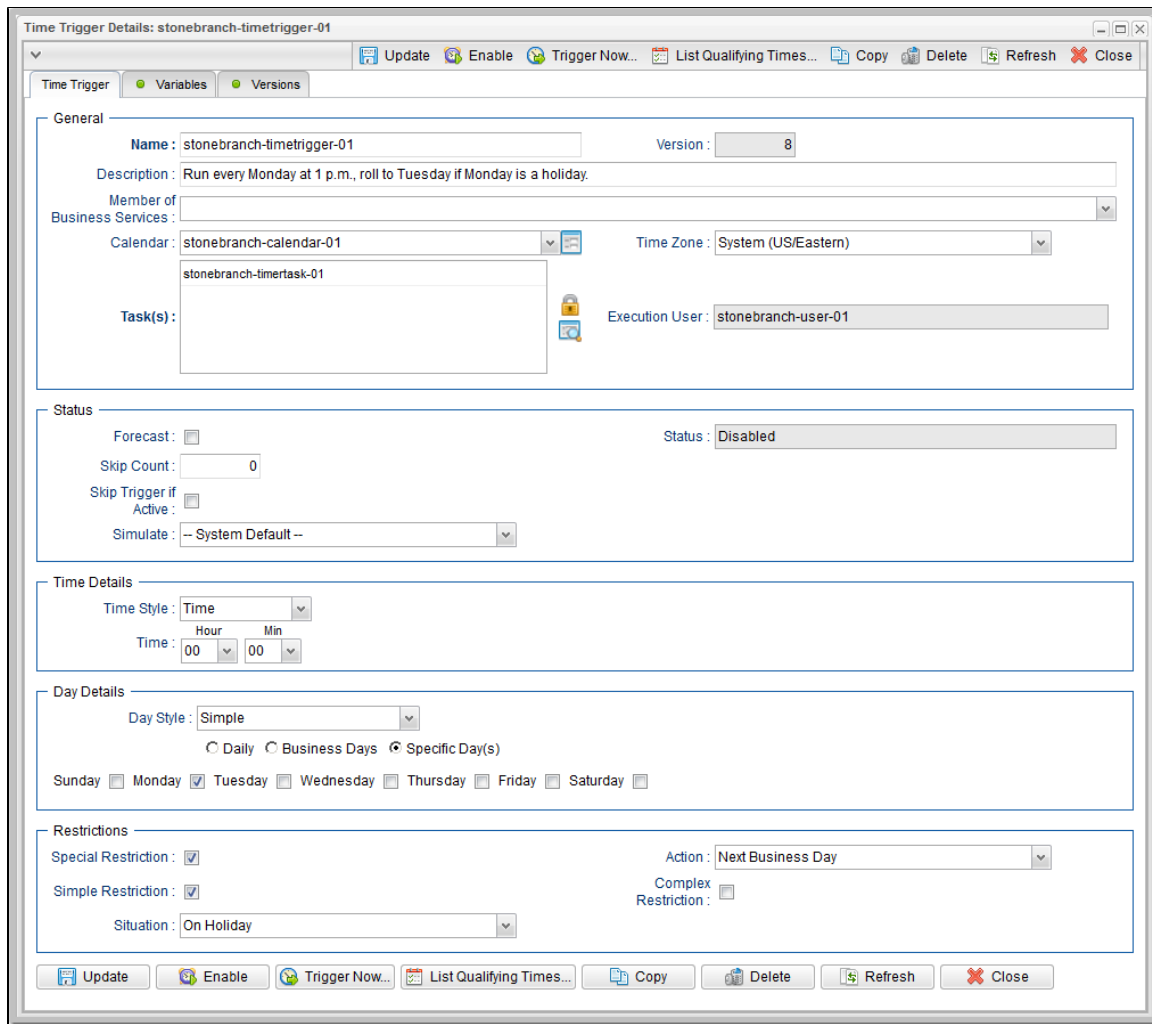 Time Trigger Details: stonebranch-timetrigger-01
Update Enable Trigger Now... List Qualifying Times... Copy Delete Refresh Close
Time Trigger Variables Versions
General
Name : stonebranch-timetrigger-01 Version : 8
Description : Run every Monday at 1 p.m., roll to Tuesday if Monday is a holiday.
Member of
Business Services :
Calendar : stonebranch-calendar-01 Time Zone : System (US/Eastern)
stonebranch-timertask-01
Task(s) : Execution User : stonebranch-user-01
Status
Forecast : Status : Disabled
Skip Count : 0
Skip Trigger if
Active :
Simulate : -- System Default --
Time Details
Time Style : Time
Hour Min
Time : 00 00
Day Details
Day Style : Simple
Daily Business Days Specific Day(s)
Sunday Monday Tuesday Wednesday Thursday Friday Saturday
Restrictions
Special Restriction : Action : Next Business Day
Simple Restriction : Complex
Restriction :
Situation : On Holiday
Update Enable Trigger Now... List Qualifying Times... Copy Delete Refresh Close